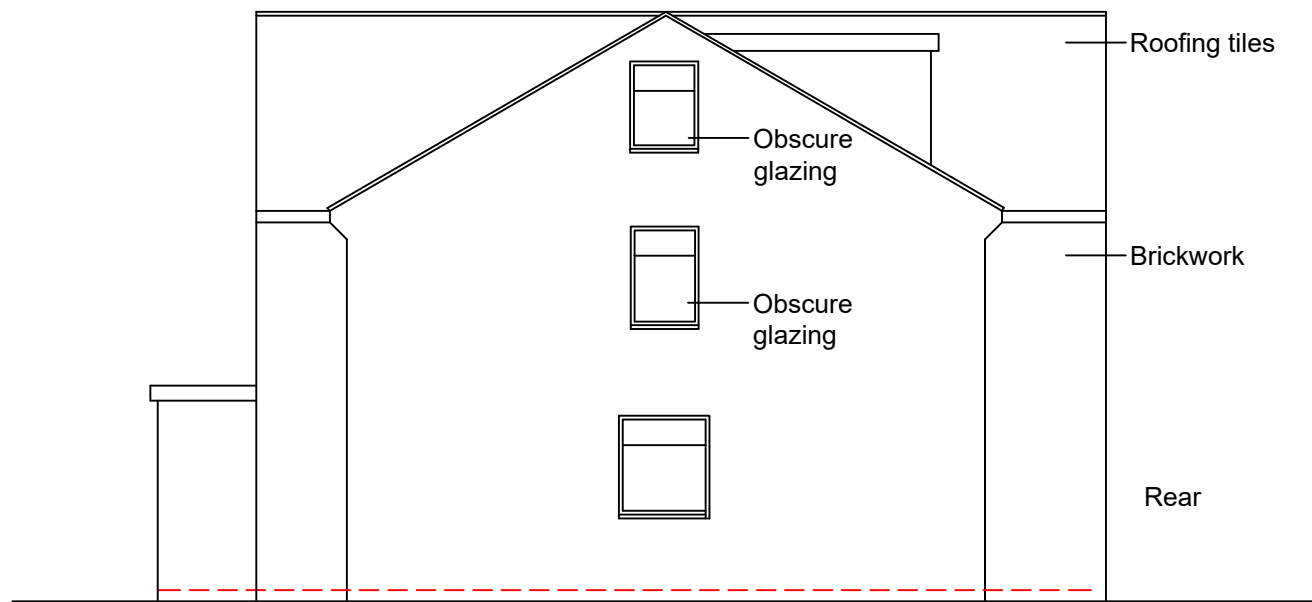 Roofing tiles
Obscure
glazing
Brickwork
Obscure
glazing
Rear